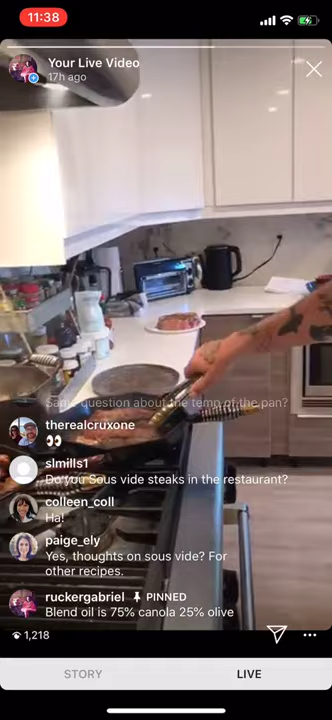 11:38
Your Live Video
17h ago
Same question about the temp of the pan?
therealcruxone
👀
slmills1
Do you Sous vide steaks in the restaurant?
colleen_coll
Ha!
paige_ely
Yes, thoughts on sous vide? For
other recipes.
ruckergabriel PINNED
Blend oil is 75% canola 25% olive
1,218
STORY LIVE